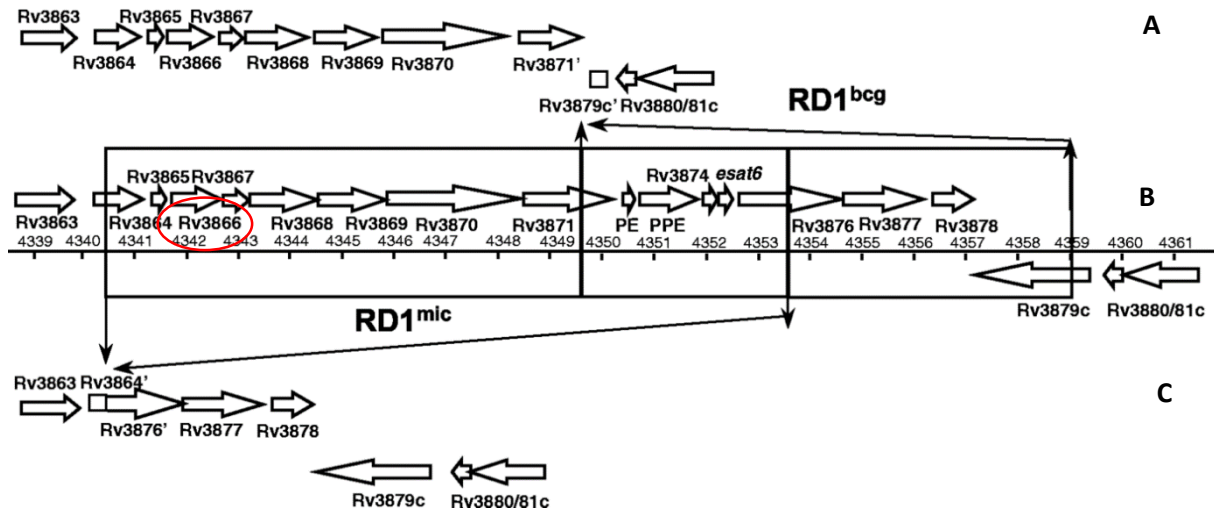 Rv3863 Rv3865 Rv3867 A
Rv3864 Rv3866 Rv3868 Rv3869 Rv3870 Rv3871’
Rv3879c’ Rv3880/81c RD1bcg
Rv3865 Rv3867 Rv3874 esat6 B
Rv3863 Rv3864 Rv3866 Rv3868 Rv3869 Rv3870 Rv3871 PE PPE Rv3876 Rv3877 Rv3878
4339 4340 4341 4342 4343 4344 4345 4346 4347 4348 4349 4350 4351 4352 4353 4354 4355 4356 4357 4358 4359 4360 4361
Rv3879c Rv3880/81c
RD1mic
Rv3863 Rv3864’ C
Rv3876’ Rv3877 Rv3878
Rv3879c Rv3880/81c